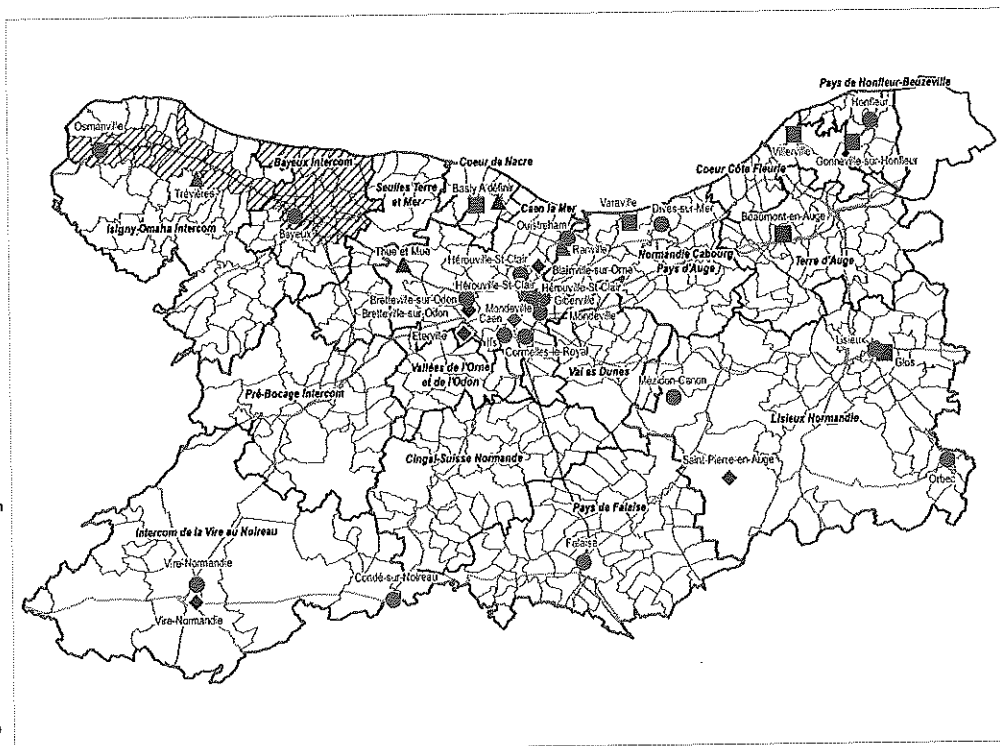 Pays de Honfleur-Beuzeville
Honfleur
Osmanville
Villerville
Gonneville-sur-Honfleur
Bayeux Intercom
Coeur de Nacre
Coeur Côte Fleurie
Trévières
Seulles Terre
et Mer
Basly A définir
Caen la Mer
Varaville
Dives-sur-Mer
Beaumont-en-Auge
Isigny-Omaha Intercom
Bayeux
Ouistreham
Ranville
Thue et Mue
Hérouville-St-Clair
Blainville-sur-Orne
Normandie Cabourg
Pays d'Auge
Terre d'Auge
Hérouville-St-Clair
Bretteville-sur-Odon
Giberville
Bretteville-sur-Odon
Caen
Mondeville
Mondeville
Eterville
Ifs
Cormelles-le-Royal
Lisieux
Glos
Vallées de l'Orne
et de l'Odon
Val es Dunes
Mézidon-Canon
Pré-Bocage Intercom
Lisieux Normandie
Cingal-Suisse Normande
Saint-Pierre-en-Auge
Orbec
Pays de Falaise
Intercom de la Vire au Noireau
Falaise
Vire-Normandie
Condé-sur-Noireau
Vire-Normandie